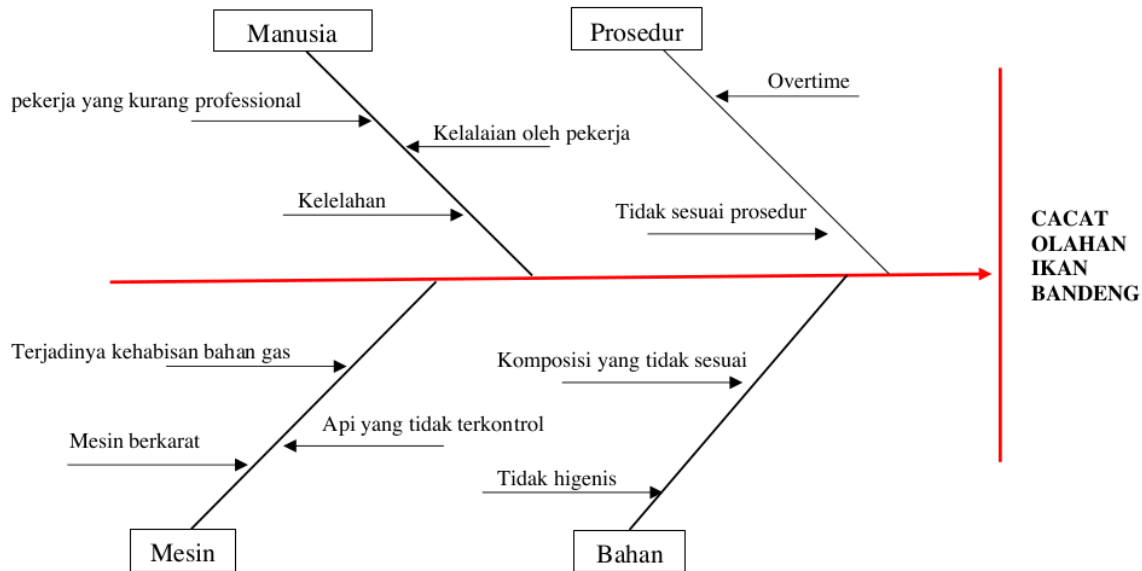 Manusia
Prosedur
Overtime
pekerja yang kurang professional
Kelalaian oleh pekerja
Kelelahan
Tidak sesuai prosedur
CACAT
OLAHAN
IKAN
BANDENG
Terjadinya kehabisan bahan gas
Komposisi yang tidak sesuai
Api yang tidak terkontrol
Mesin berkarat
Tidak higenis
Mesin
Bahan